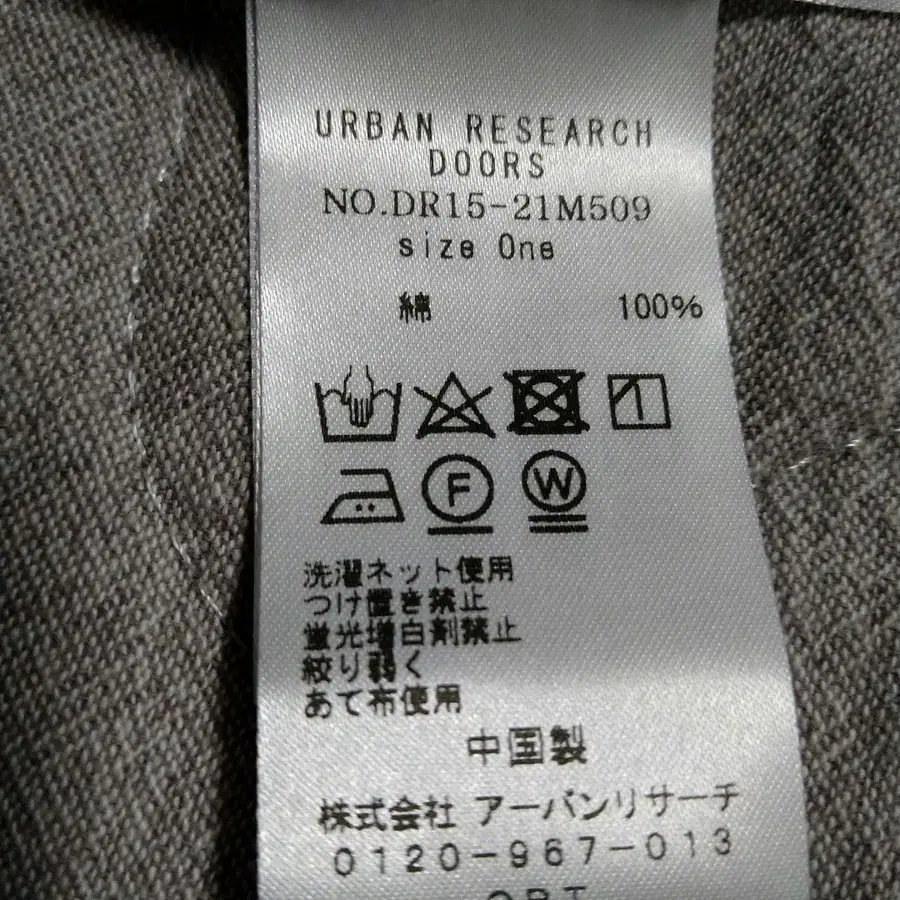 URBAN RESEARCH
DOORS
NO.DR15-21M509
size One
綿 100%
F W
洗濯ネット使用
つけ置き禁止
蛍光増白剤禁止
絞り弱く
あて布使用
中国製
株式会社 アーバンリサーチ
0120-967-013